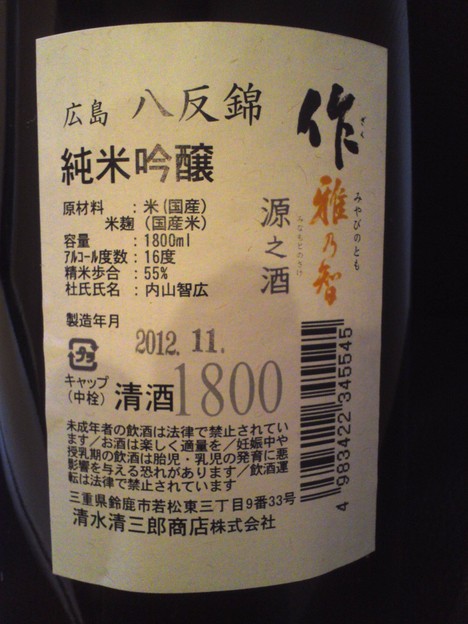 作
ざく
雅乃智
みやびのとも
源之酒
みなもとのさけ
広島 八反錦
純米吟醸
原材料 :米(国産)
米麹(国産米)
容量 :1800ml
アルコール度数:16度
精米歩合 :55%
杜氏氏名 :内山智広
製造年月
2012. 11.
キャップ
(中栓)
清酒1800
未成年者の飲酒は法律で禁止されてい
ます/お酒は楽しく適量を/妊娠中や
授乳期の飲酒は胎児・乳児の発育に悪
影響を与える恐れがあります/飲酒運
転は法律で禁止されています
三重県鈴鹿市若松東三丁目9番33号
清水清三郎商店株式会社
4 983422 345545